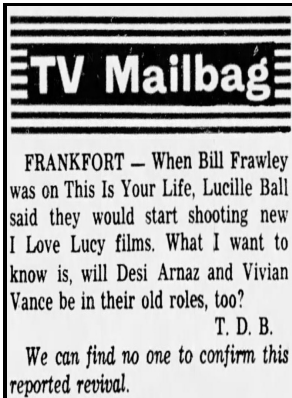 TV Mailbag
FRANKFORT — When Bill Frawley
was on This Is Your Life, Lucille Ball
said they would start shooting new
I Love Lucy films. What I want to
know is, will Desi Arnaz and Vivian
Vance be in their old roles, too?
T. D. B.
We can find no one to confirm this
reported revival.